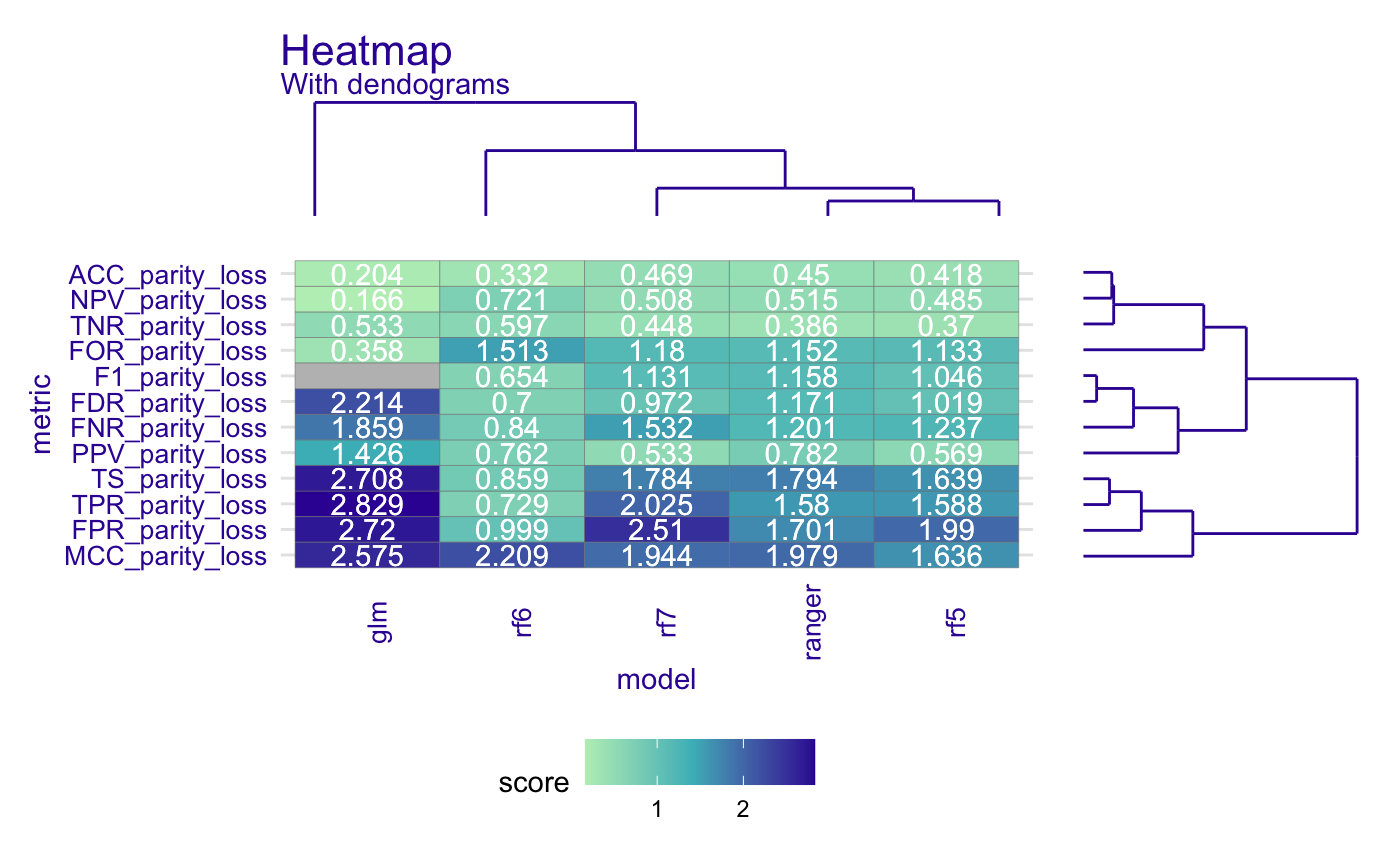 Heatmap
With dendograms
metric
ACC_parity_loss 0.204 0.332 0.469 0.45 0.418
NPV_parity_loss 0.166 0.721 0.508 0.515 0.485
TNR_parity_loss 0.533 0.597 0.448 0.386 0.37
FOR_parity_loss 0.358 1.513 1.18 1.152 1.133
F1_parity_loss 0.654 1.131 1.158 1.046
FDR_parity_loss 2.214 0.7 0.972 1.171 1.019
FNR_parity_loss 1.859 0.84 1.532 1.201 1.237
PPV_parity_loss 1.426 0.762 0.533 0.782 0.569
TS_parity_loss 2.708 0.859 1.784 1.794 1.639
TPR_parity_loss 2.829 0.729 2.025 1.58 1.588
FPR_parity_loss 2.72 0.999 2.51 1.701 1.99
MCC_parity_loss 2.575 2.209 1.944 1.979 1.636
glm rf6 rf7 ranger rf5
model
score
1 2